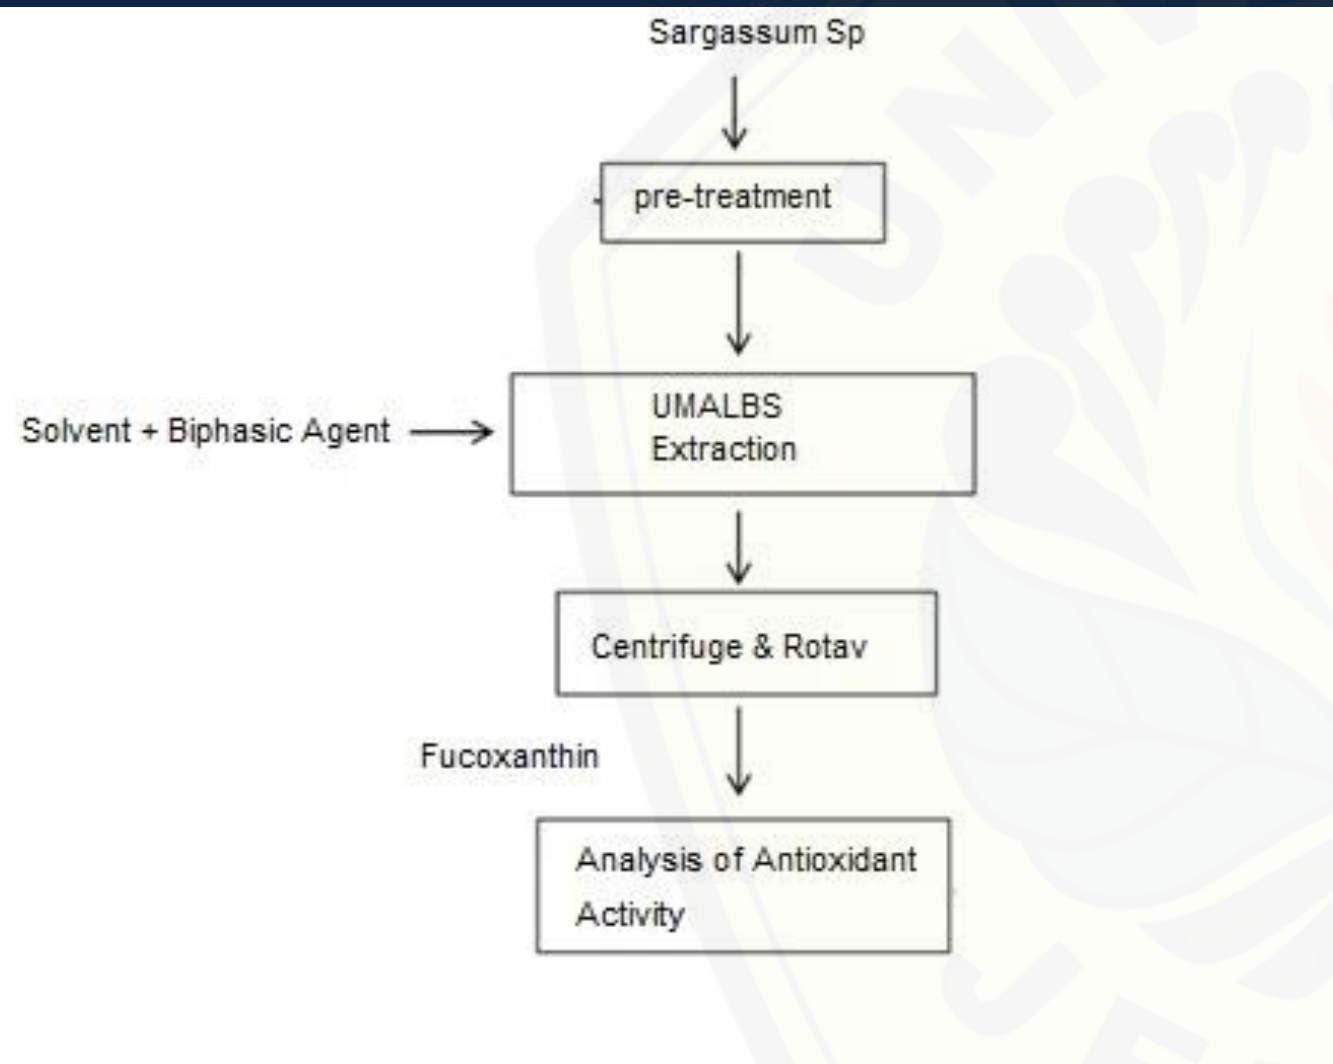 Sargassum Sp
pre-treatment
Solvent + Biphasic Agent
UMALBS
Extraction
Centrifuge & Rotav
Fucoxanthin
Analysis of Antioxidant
Activity